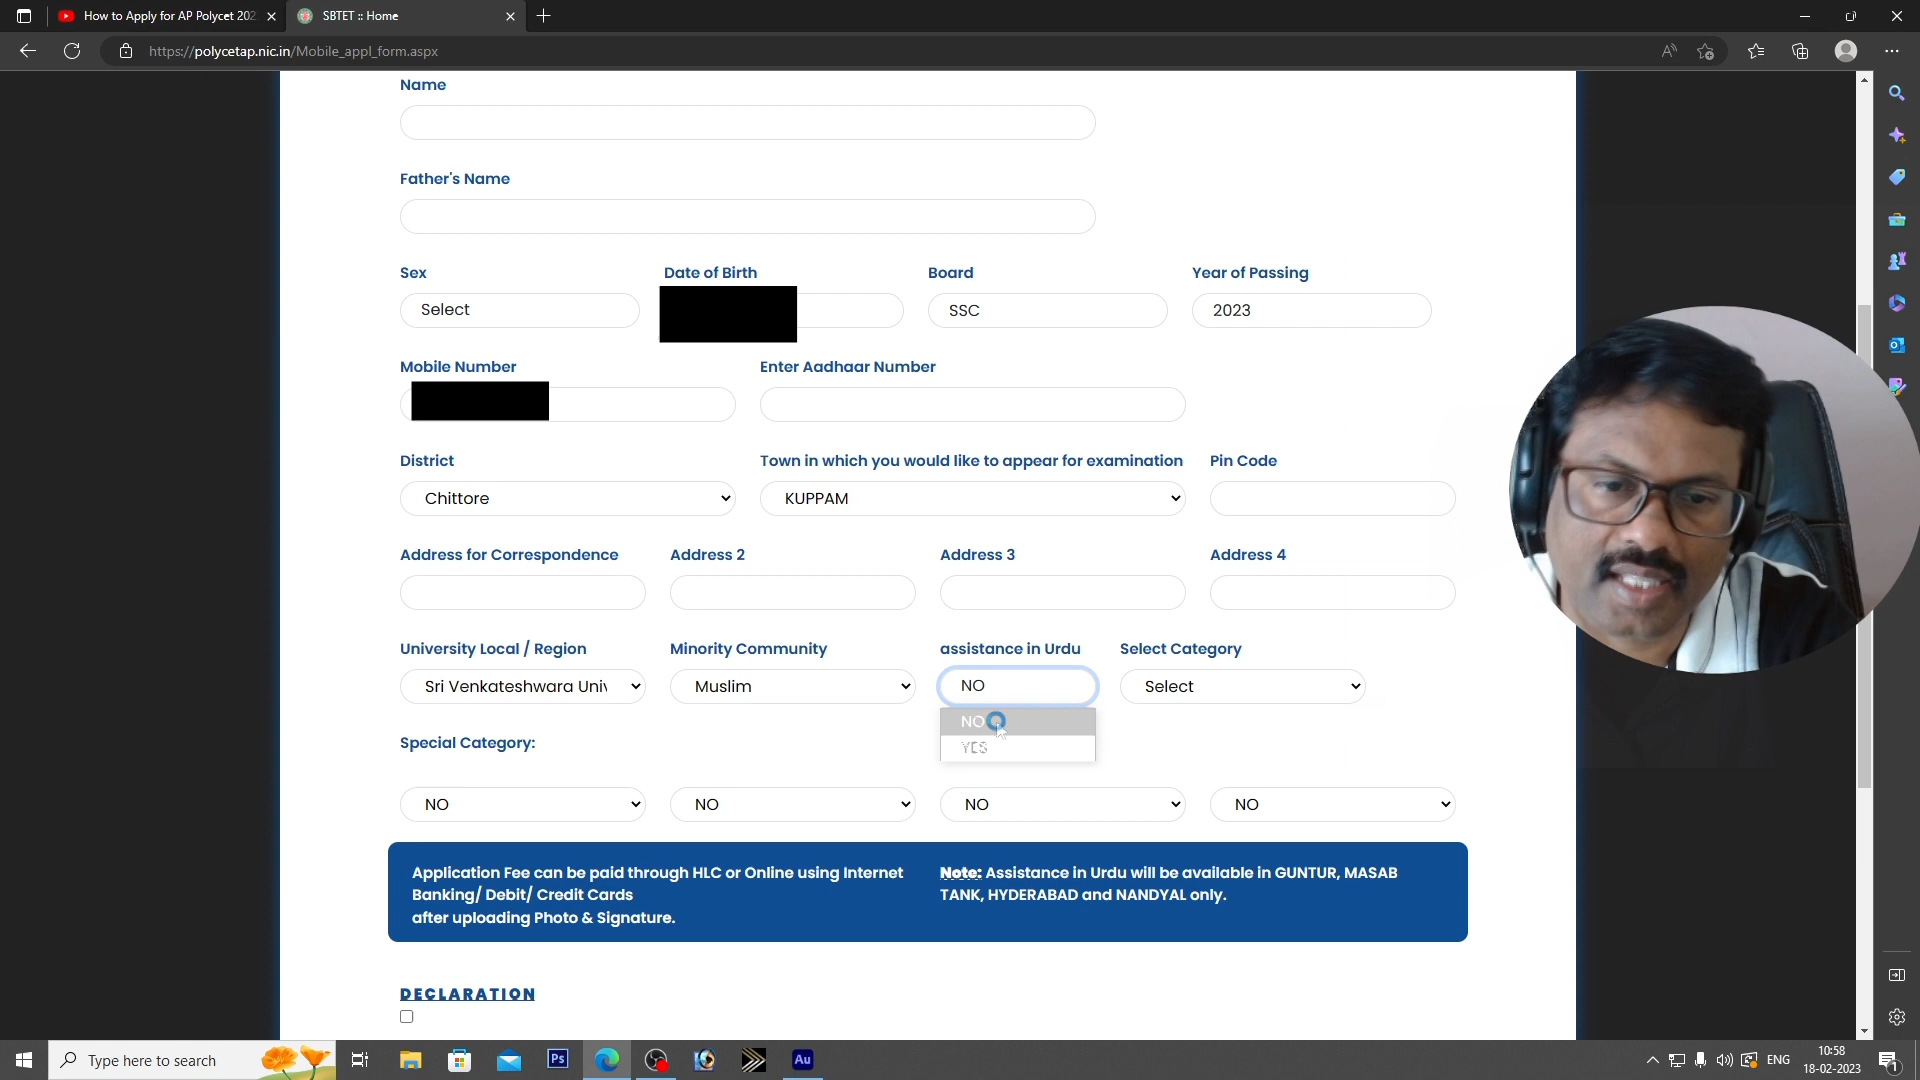 How to Apply for AP Polycet 202
SBTET :: Home
https://polycetap.nic.in/Mobile_appl_form.aspx
Name
Father's Name
Sex
Date of Birth
Board
Year of Passing
Select
SSC
2023
Mobile Number
Enter Aadhaar Number
District
Town in which you would like to appear for examination
Pin Code
Chittore
KUPPAM
Address for Correspondence
Address 2
Address 3
Address 4
University Local / Region
Minority Community
assistance in Urdu
Select Category
Sri Venkateshwara Univ
Muslim
NO
Select
NO
YES
Special Category:
NO
NO
NO
NO
Application Fee can be paid through HLC or Online using Internet
Banking/ Debit/ Credit Cards
after uploading Photo & Signature.
Note: Assistance in Urdu will be available in GUNTUR, MASAB
TANK, HYDERABAD and NANDYAL only.
DECLARATION
Type here to search
Ps
Au
ENG
10:58
18-02-2023
1